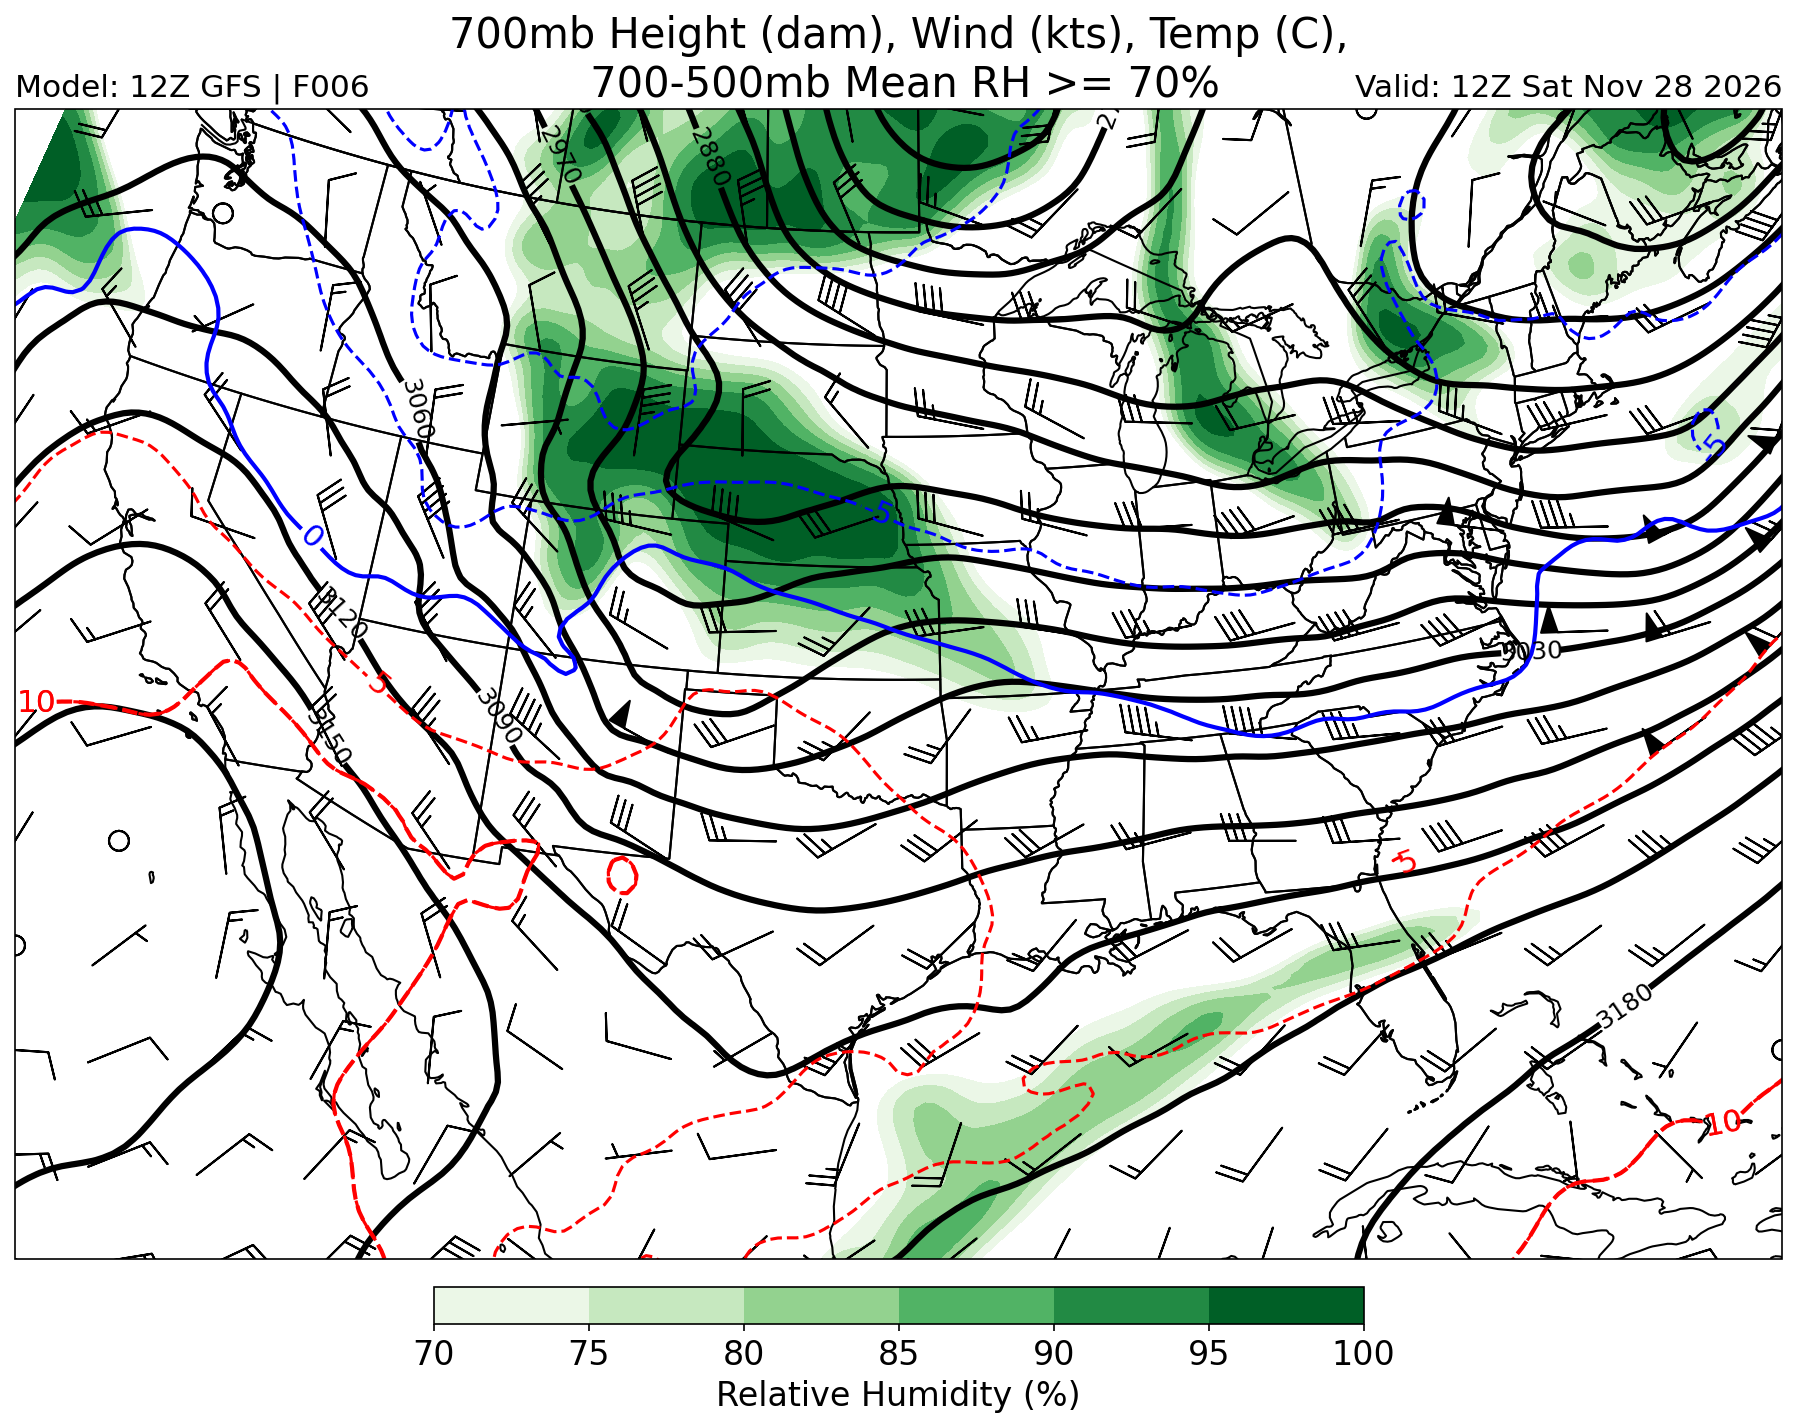 700mb Height (dam), Wind (kts), Temp (C),
700-500mb Mean RH >= 70%
Model: 12Z GFS | F006
Valid: 12Z Sat Nov 28 2026
2970
2880
3060
-5
0
-5
3120
3030
5
10
3090
3150
5
3180
10
70 75 80 85 90 95 100
Relative Humidity (%)